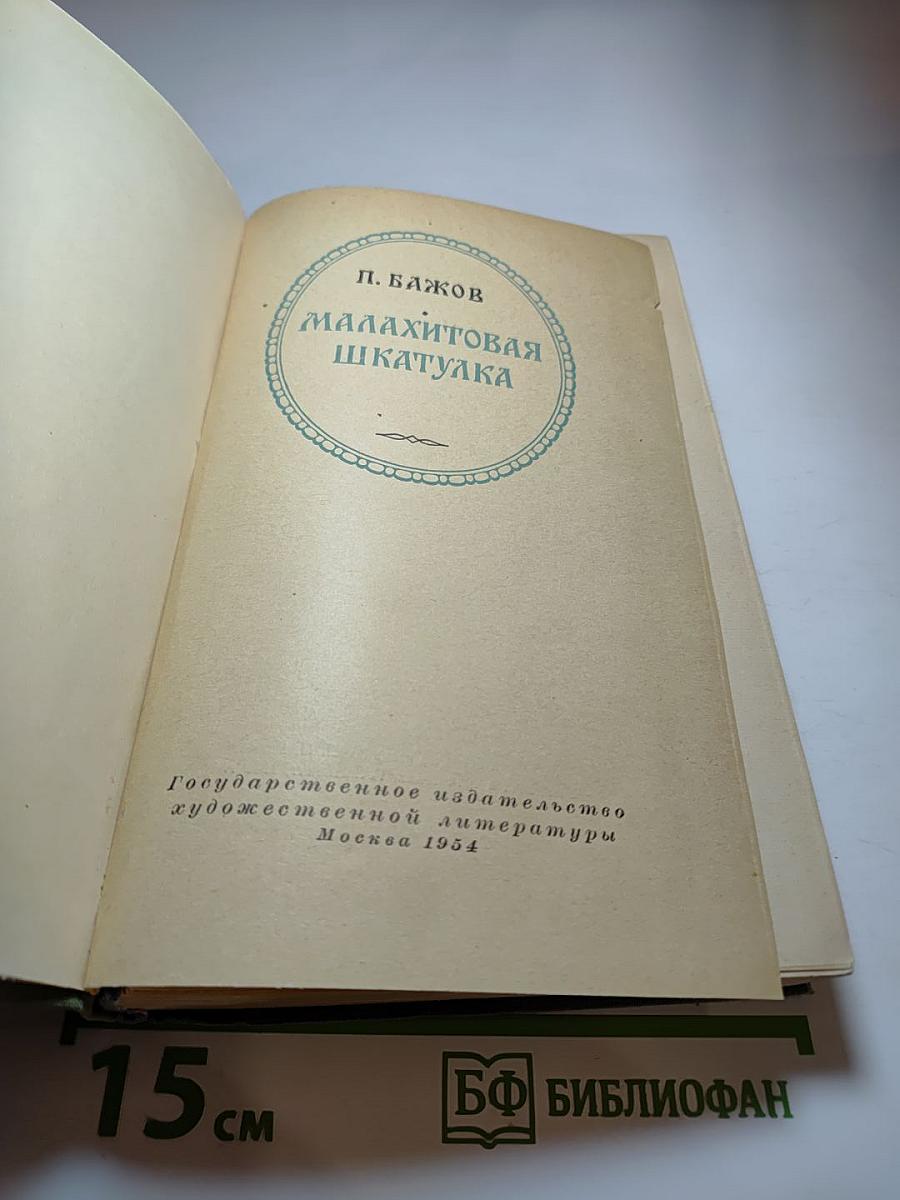 П. БАЖОВ
МАЛАХИТОВАЯ
ШКАТУЛКА
Государственное издательство
художественной литературы
Москва 1954
15 см
БФ БИБЛИОФАН